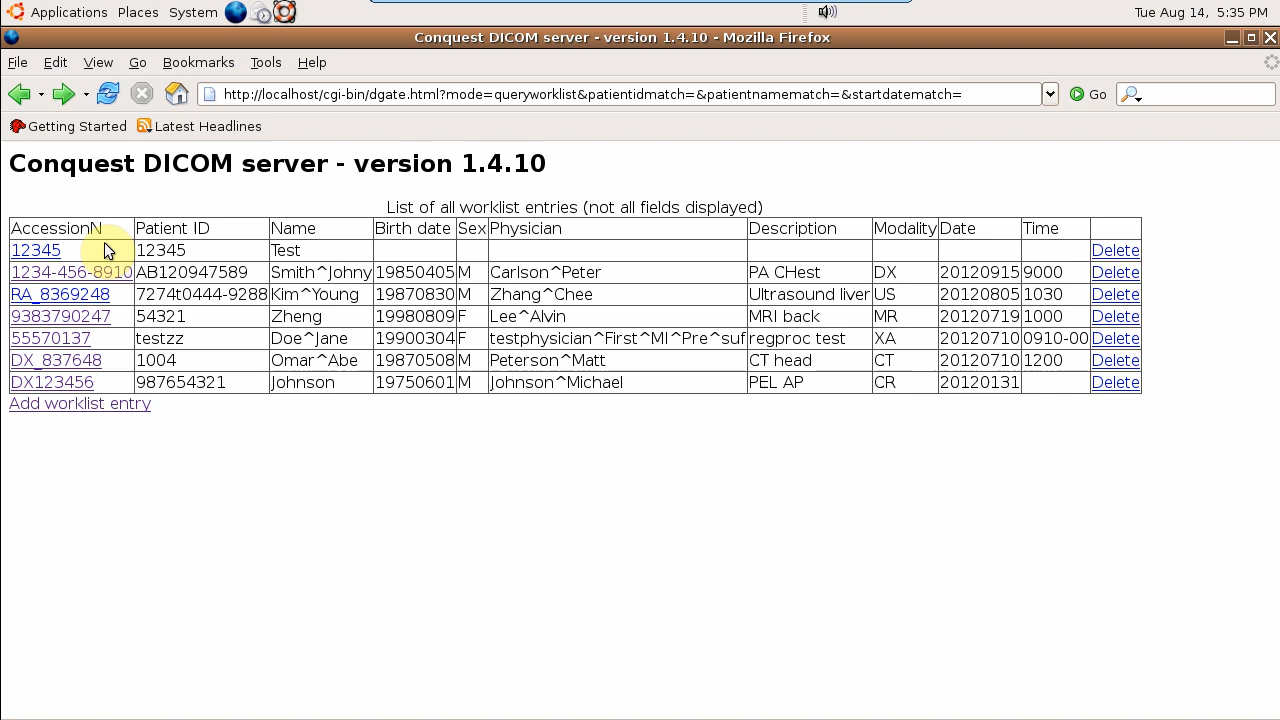 Applications Places System Tue Aug 14, 5:35 PM
Conquest DICOM server - version 1.4.10 - Mozilla Firefox
File Edit View Go Bookmarks Tools Help
http://localhost/cgi-bin/dgate.html?mode=queryworklist&patientidmatch=&patientnamematch=&startdatematch= Go
Getting Started Latest Headlines
Conquest DICOM server - version 1.4.10
List of all worklist entries (not all fields displayed)
AccessionN Patient ID Name Birth date Sex Physician Description Modality Date Time
12345 12345 Test Delete
1234-456-8910 AB120947589 Smith^Johny 19850405 M Carlson^Peter PA CHest DX 20120915 9000 Delete
RA_8369248 7274t0444-9288 Kim^Young 19870830 M Zhang^Chee Ultrasound liver US 20120805 1030 Delete
9383790247 54321 Zheng 19980809 F Lee^Alvin MRI back MR 20120719 1000 Delete
55570137 testzz Doe^Jane 19900304 F testphysician^First^MI^Pre^suf regproc test XA 20120710 0910-00 Delete
DX_837648 1004 Omar^Abe 19870508 M Peterson^Matt CT head CT 20120710 1200 Delete
DX123456 987654321 Johnson 19750601 M Johnson^Michael PEL AP CR 20120131 Delete
Add worklist entry